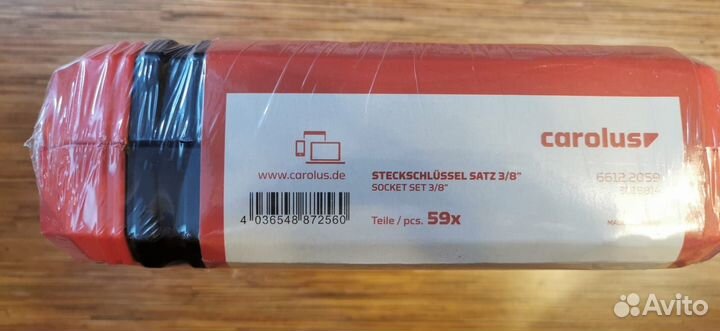 carolus
www.carolus.de
STECKSCHLÜSSEL SATZ 3/8"
SOCKET SET 3/8"
6612.2059
4 036548 872560
Teile / pcs. 59x
Avito